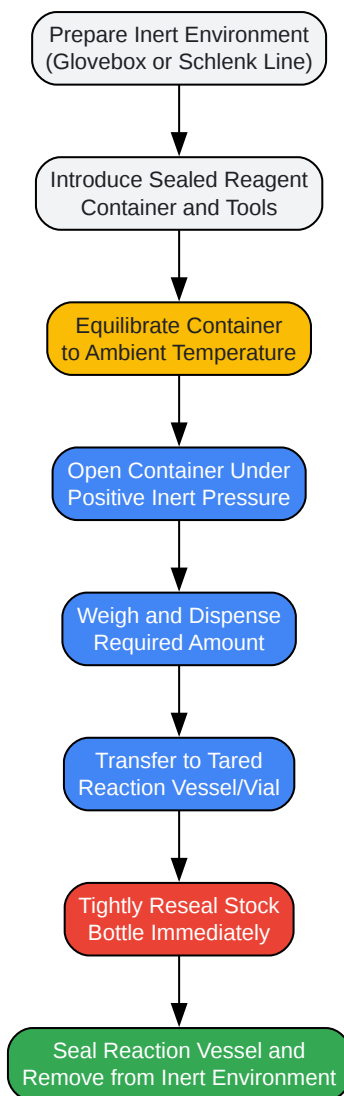 Prepare Inert Environment
(Glovebox or Schlenk Line)
Introduce Sealed Reagent
Container and Tools
Equilibrate Container
to Ambient Temperature
Open Container Under
Positive Inert Pressure
Weigh and Dispense
Required Amount
Transfer to Tared
Reaction Vessel/Vial
Tightly Reseal Stock
Bottle Immediately
Seal Reaction Vessel and
Remove from Inert Environment